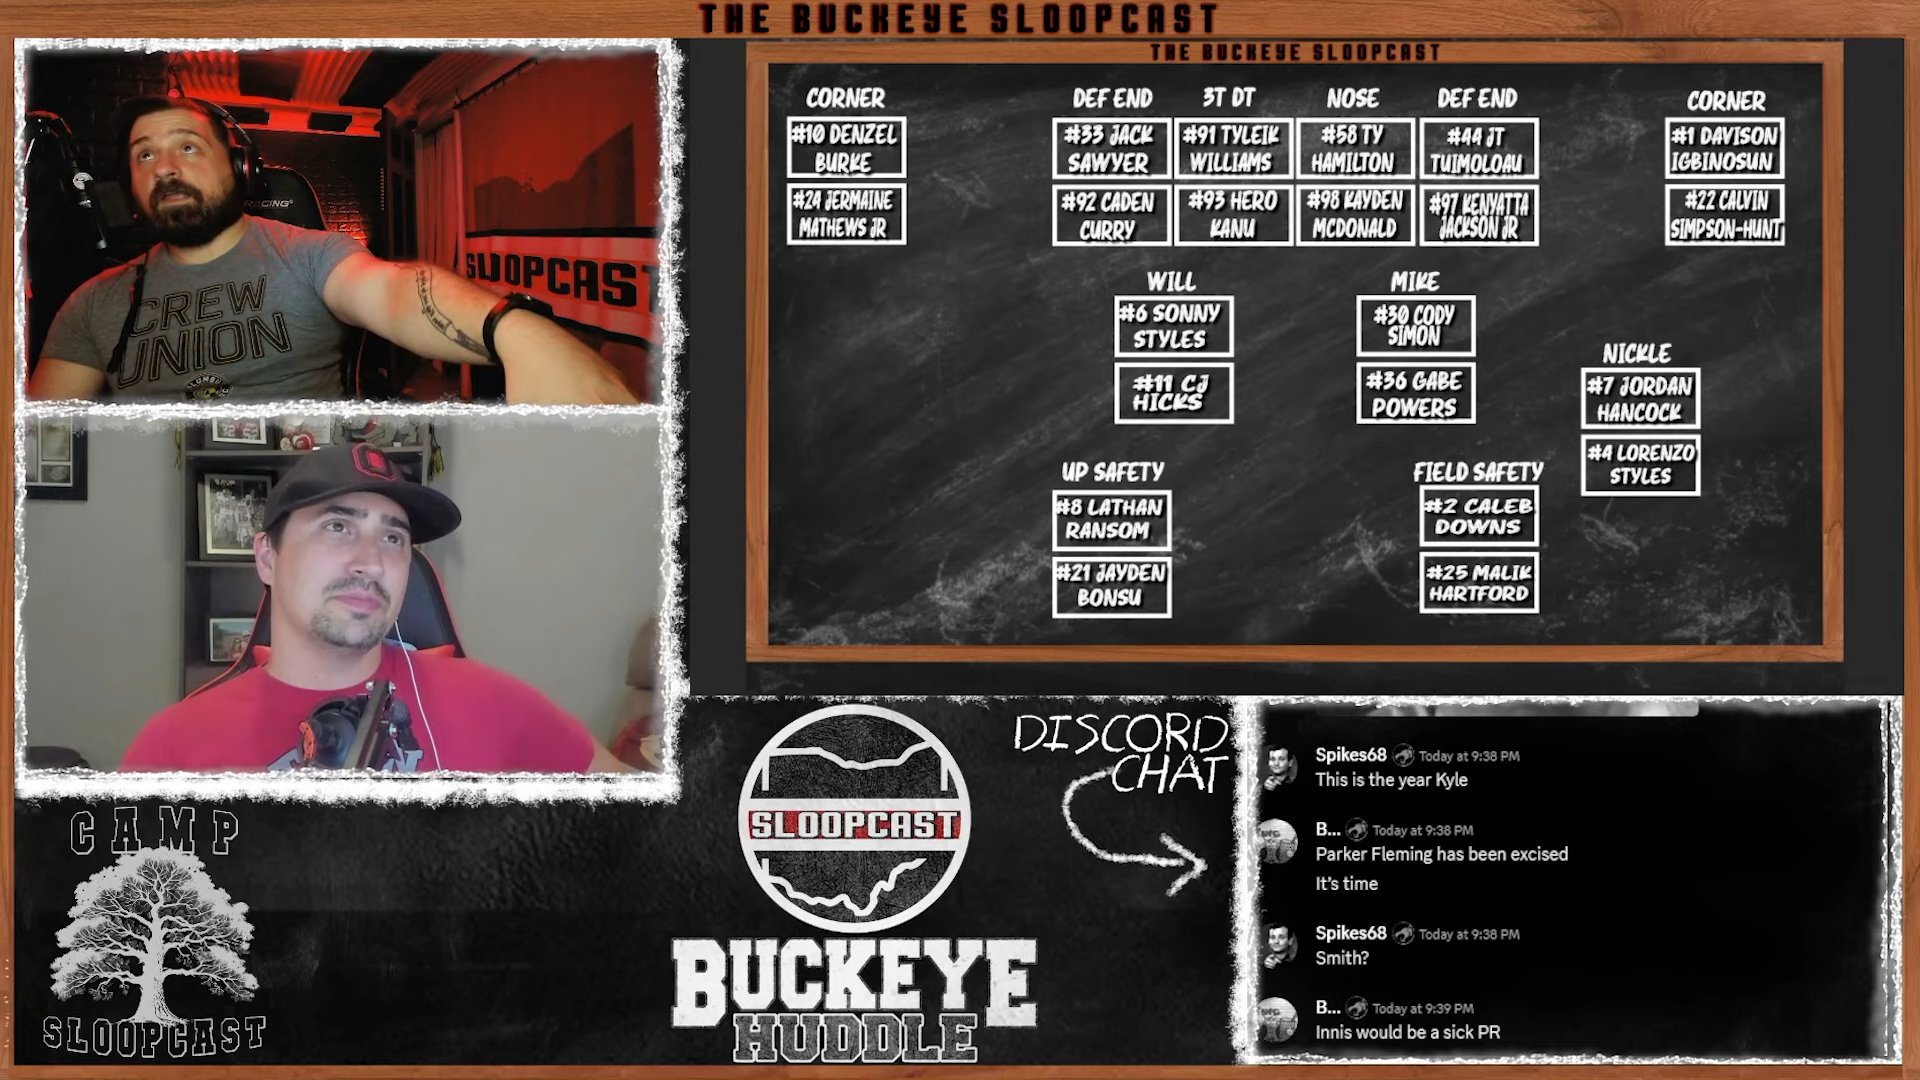 THE BUCKEYE SLOOPCAST
THE BUCKEYE SLOOPCAST
RACING
SLOOPCAST
CREW
UNION
CORNER
#10 DENZEL
BURKE
#24 JERMAINE
MATHEWS JR
DEF END
#33 JACK
SAWYER
#92 CADEN
CURRY
3T DT
#91 TYLEIK
WILLIAMS
#93 HERO
KANU
NOSE
#58 TY
HAMILTON
#98 KAYDEN
MCDONALD
DEF END
#44 JT
TUIMOLOAU
#97 KENYATTA
JACKSON JR
CORNER
#1 DAVISON
IGBINOSUN
#22 CALVIN
SIMPSON-HUNT
WILL
#6 SONNY
STYLES
#11 CJ
HICKS
MIKE
#30 CODY
SIMON
#36 GABE
POWERS
NICKLE
#7 JORDAN
HANCOCK
#4 LORENZO
STYLES
UP SAFETY
#8 LATHAN
RANSOM
#21 JAYDEN
BONSU
FIELD SAFETY
#2 CALEB
DOWNS
#25 MALIK
HARTFORD
CAMP
SLOOPCAST
SLOOPCAST
BUCKEYE
HUDDLE
DISCORD
CHAT
Spikes68 Today at 9:38 PM
This is the year Kyle
B... Today at 9:38 PM
Parker Fleming has been excised
It's time
Spikes68 Today at 9:38 PM
Smith?
B... Today at 9:39 PM
Innis would be a sick PR